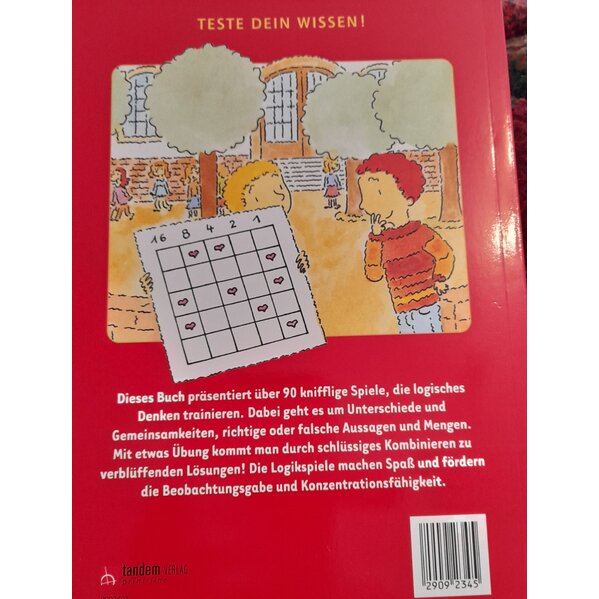 TESTE DEIN WISSEN!
16 8 4 2 1
Dieses Buch präsentiert über 90 knifflige Spiele, die logisches
Denken trainieren. Dabei geht es um Unterschiede und
Gemeinsamkeiten, richtige oder falsche Aussagen und Mengen.
Mit etwas Übung kommt man durch schlüssiges Kombinieren zu
verblüffenden Lösungen! Die Logikspiele machen Spaß und fördern
die Beobachtungsgabe und Konzentrationsfähigkeit.
tandem VERLAG
2909 2345